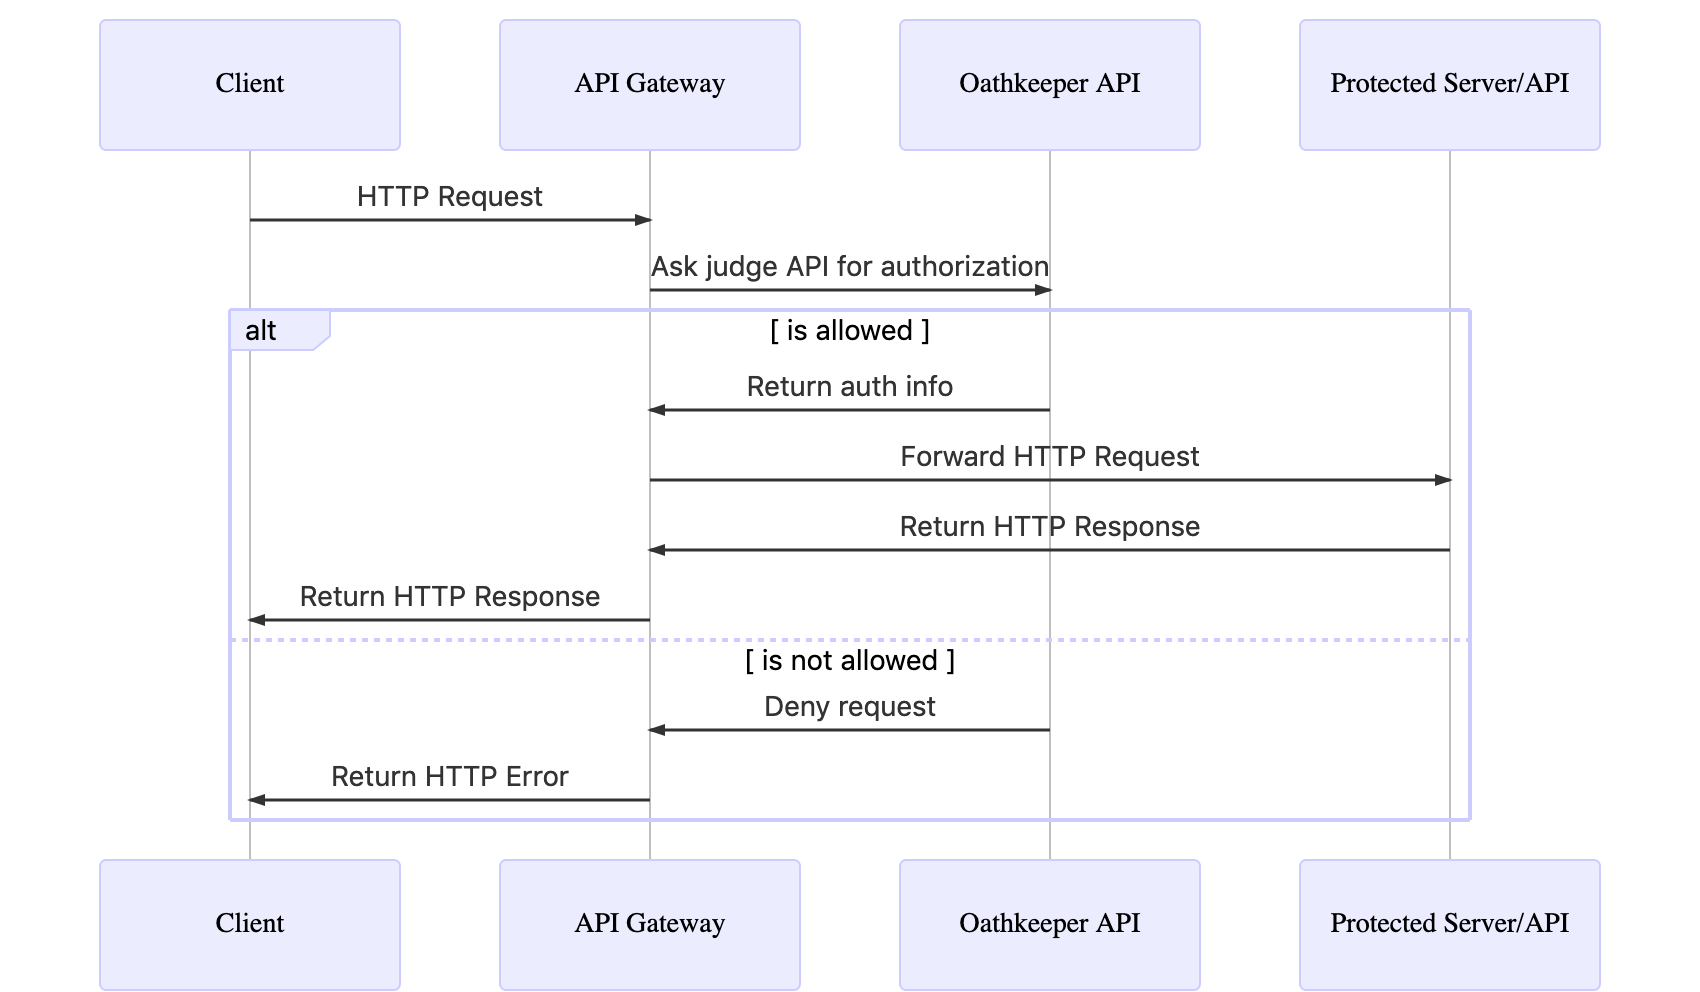 Client
API Gateway
Oathkeeper API
Protected Server/API
HTTP Request
Ask judge API for authorization
alt
[ is allowed ]
Return auth info
Forward HTTP Request
Return HTTP Response
Return HTTP Response
[ is not allowed ]
Deny request
Return HTTP Error
Client
API Gateway
Oathkeeper API
Protected Server/API